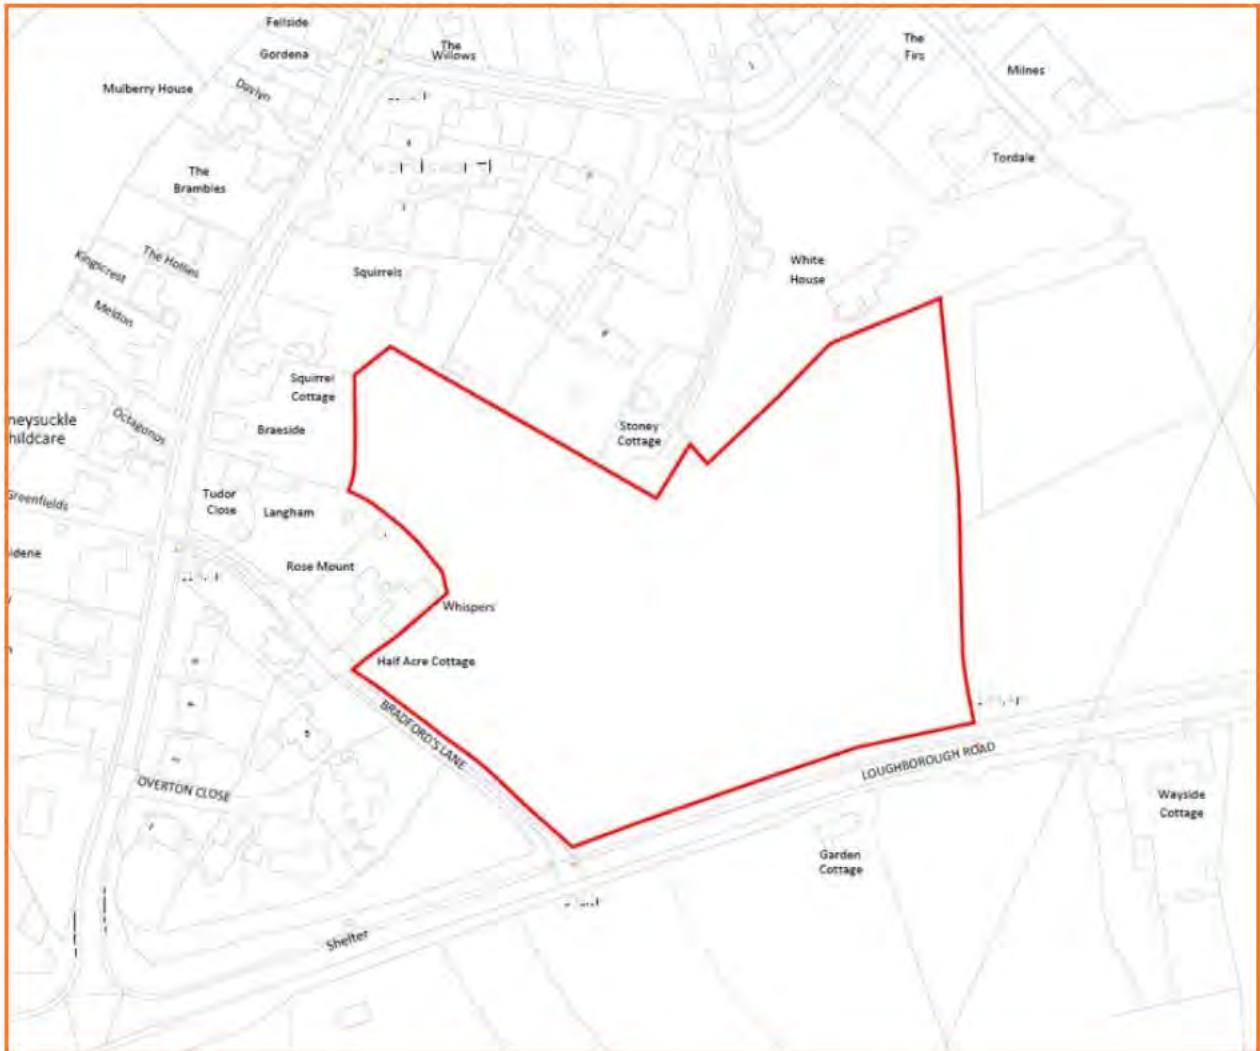 Fellside
The
Willows
Gordena
The
Firs
Milnes
Mulberry House
Davlyn
Tordale
The
Brambles
White
House
The Hollies
Kingscrest
Squirrels
Meldon
Squirrel
Cottage
Octagonos
Braeside
Stoney
Cottage
neysuckle
hildcare
Greenfields
Tudor
Close
Langham
idene
Rose Mount
Whispers
Half Acre Cottage
BRADFORD'S LANE
LOUGHBOROUGH ROAD
OVERTON CLOSE
Wayside
Cottage
Garden
Cottage
Shelter